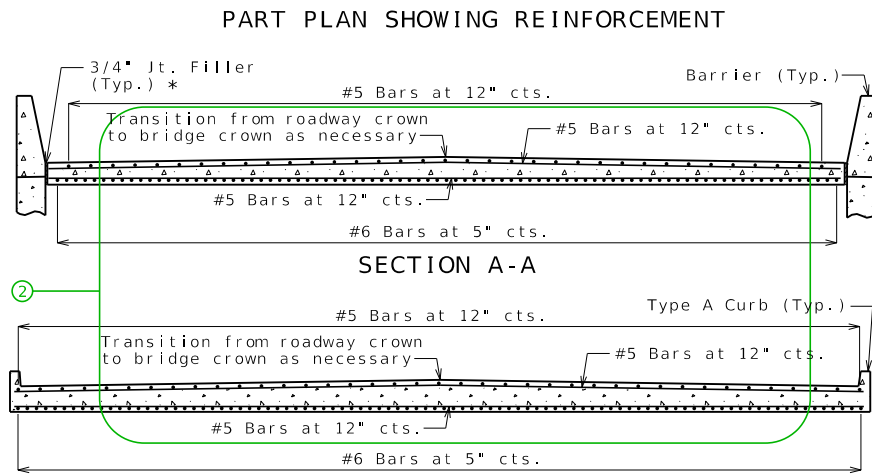 PART PLAN SHOWING REINFORCEMENT
3/4" Jt. Filler
(Typ.) *
Barrier (Typ.)
#5 Bars at 12" cts.
Transition from roadway crown
to bridge crown as necessary
#5 Bars at 12" cts.
#5 Bars at 12" cts.
#6 Bars at 5" cts.
SECTION A-A
2
Type A Curb (Typ.)
#5 Bars at 12" cts.
Transition from roadway crown
to bridge crown as necessary
#5 Bars at 12" cts.
#5 Bars at 12" cts.
#6 Bars at 5" cts.